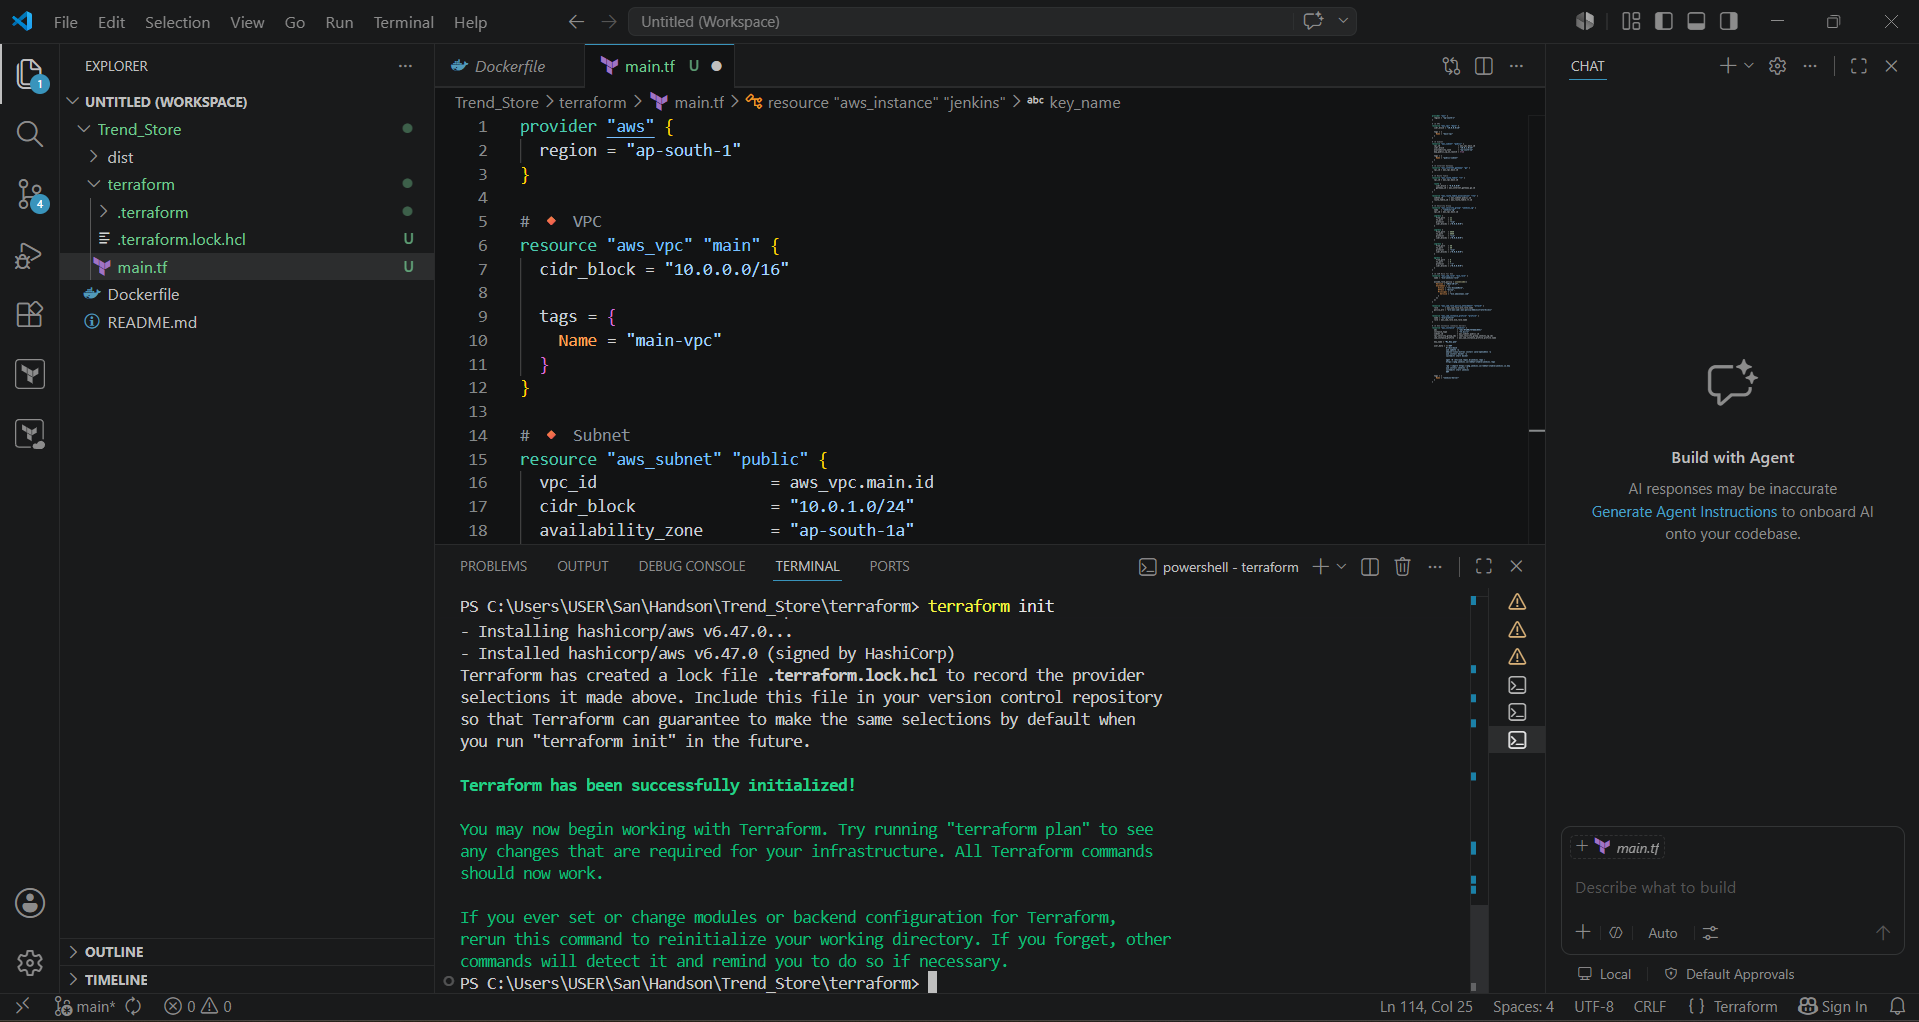 File Edit Selection View Go Run Terminal Help
Untitled (Workspace)
EXPLORER
UNTITLED (WORKSPACE)
Trend_Store
dist
terraform
.terraform
.terraform.lock.hcl U
main.tf U
Dockerfile
README.md
OUTLINE
TIMELINE
1
4
Dockerfile
main.tf U
Trend_Store > terraform > main.tf > resource "aws_instance" "jenkins" > abc key_name
1 provider "aws" {
2 region = "ap-south-1"
3 }
4
5 # 🔸 VPC
6 resource "aws_vpc" "main" {
7 cidr_block = "10.0.0.0/16"
8
9 tags = {
10 Name = "main-vpc"
11 }
12 }
13
14 # 🔸 Subnet
15 resource "aws_subnet" "public" {
16 vpc_id = aws_vpc.main.id
17 cidr_block = "10.0.1.0/24"
18 availability_zone = "ap-south-1a"
PROBLEMS OUTPUT DEBUG CONSOLE TERMINAL PORTS
powershell - terraform
PS C:\Users\USER\San\Handson\Trend_Store\terraform> terraform init
- Installing hashicorp/aws v6.47.0...
- Installed hashicorp/aws v6.47.0 (signed by HashiCorp)
Terraform has created a lock file .terraform.lock.hcl to record the provider
selections it made above. Include this file in your version control repository
so that Terraform can guarantee to make the same selections by default when
you run "terraform init" in the future.
Terraform has been successfully initialized!
You may now begin working with Terraform. Try running "terraform plan" to see
any changes that are required for your infrastructure. All Terraform commands
should now work.
If you ever set or change modules or backend configuration for Terraform,
rerun this command to reinitialize your working directory. If you forget, other
commands will detect it and remind you to do so if necessary.
PS C:\Users\USER\San\Handson\Trend_Store\terraform>
CHAT
Build with Agent
AI responses may be inaccurate
Generate Agent Instructions to onboard AI
onto your codebase.
main.tf
Describe what to build
Auto
Local Default Approvals
main* 0 0
Ln 114, Col 25 Spaces: 4 UTF-8 CRLF { } Terraform Sign In